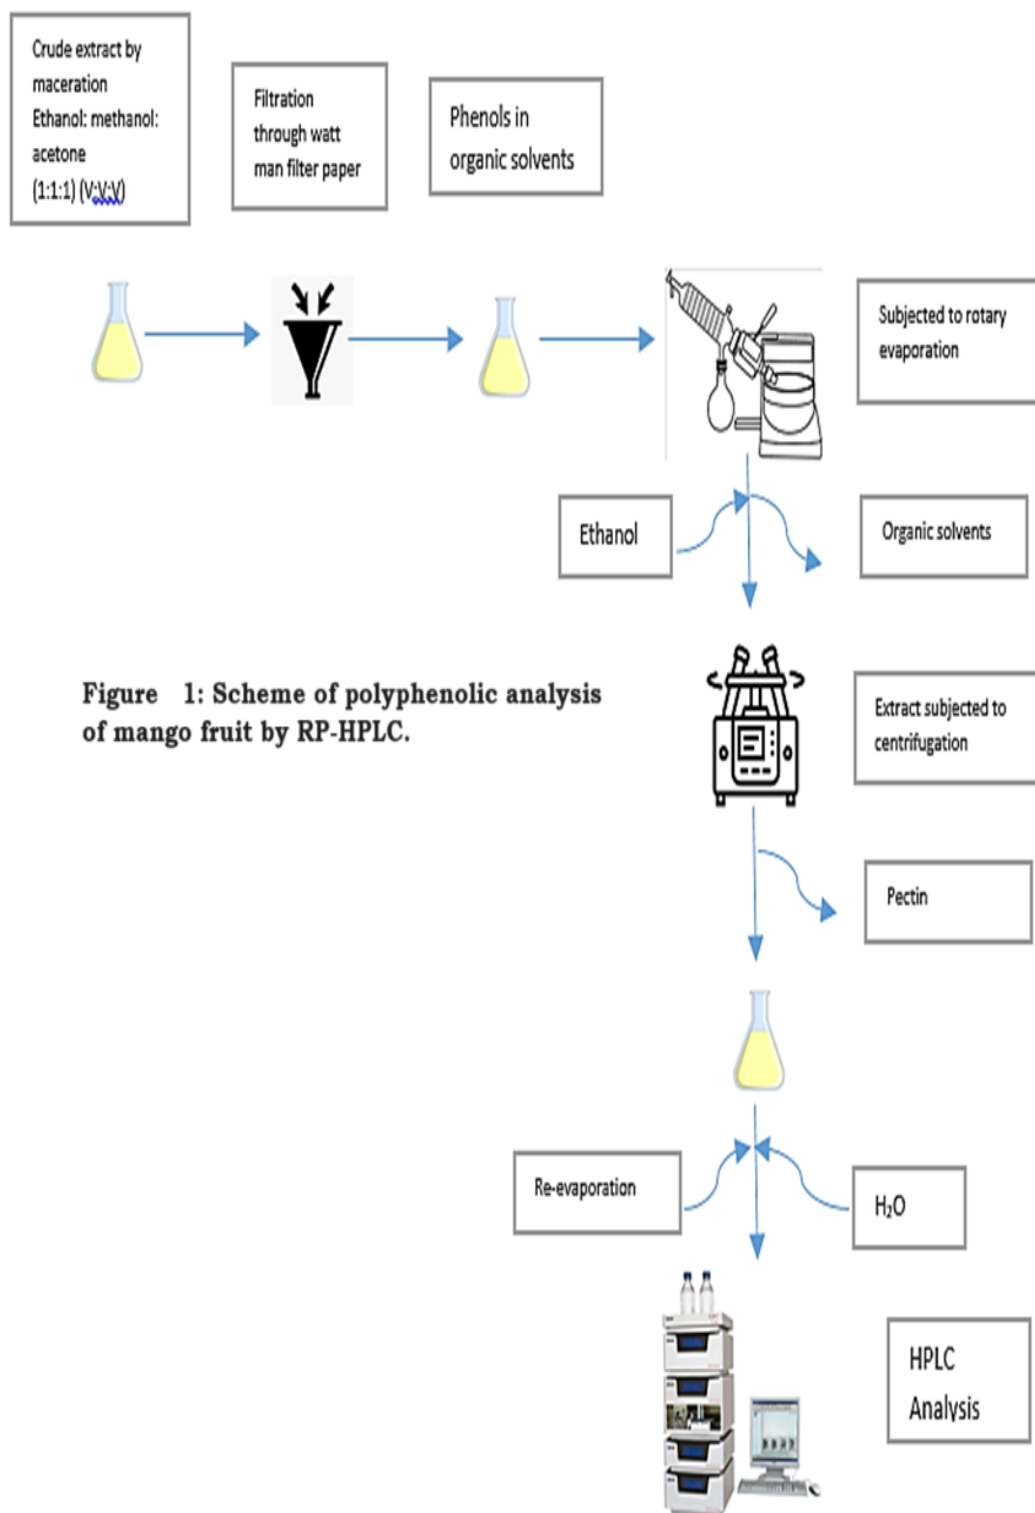 Crude extract by
maceration
Ethanol: methanol:
acetone
(1:1:1) (V:V:V)
Filtration
through watt
man filter paper
Phenols in
organic solvents
Subjected to rotary
evaporation
Ethanol
Organic solvents
Figure 1: Scheme of polyphenolic analysis
of mango fruit by RP-HPLC.
Extract subjected to
centrifugation
Pectin
Re-evaporation
H₂O
HPLC
Analysis